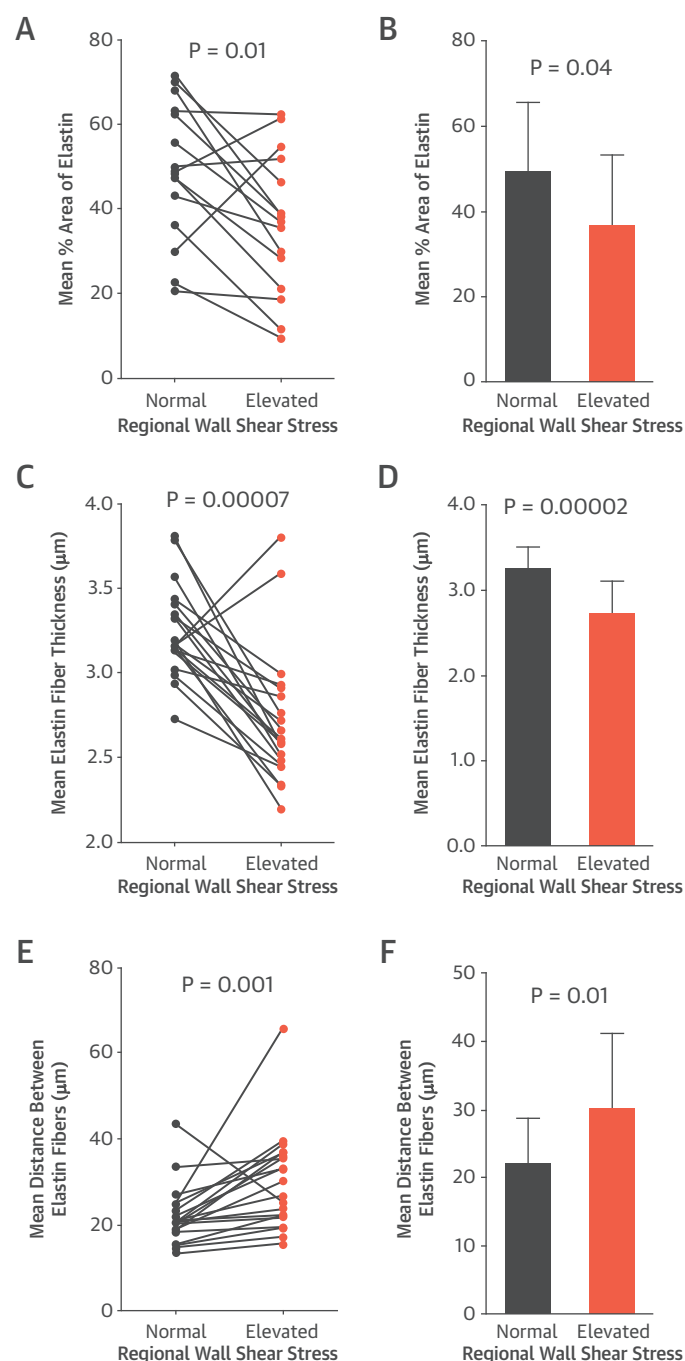 A
P = 0.01
Mean % Area of Elastin
80
60
40
20
0
Normal Elevated
Regional Wall Shear Stress
B
P = 0.04
Mean % Area of Elastin
80
60
40
20
0
Normal Elevated
Regional Wall Shear Stress
C
P = 0.00007
Mean Elastin Fiber Thickness (μm)
4.0
3.5
3.0
2.5
2.0
Normal Elevated
Regional Wall Shear Stress
D
P = 0.00002
Mean Elastin Fiber Thickness (μm)
4.0
3.0
2.0
1.0
0.0
Normal Elevated
Regional Wall Shear Stress
E
P = 0.001
Mean Distance Between
Elastin Fibers (μm)
80
60
40
20
0
Normal Elevated
Regional Wall Shear Stress
F
P = 0.01
Mean Distance Between
Elastin Fibers (μm)
50
40
30
20
10
0
Normal Elevated
Regional Wall Shear Stress